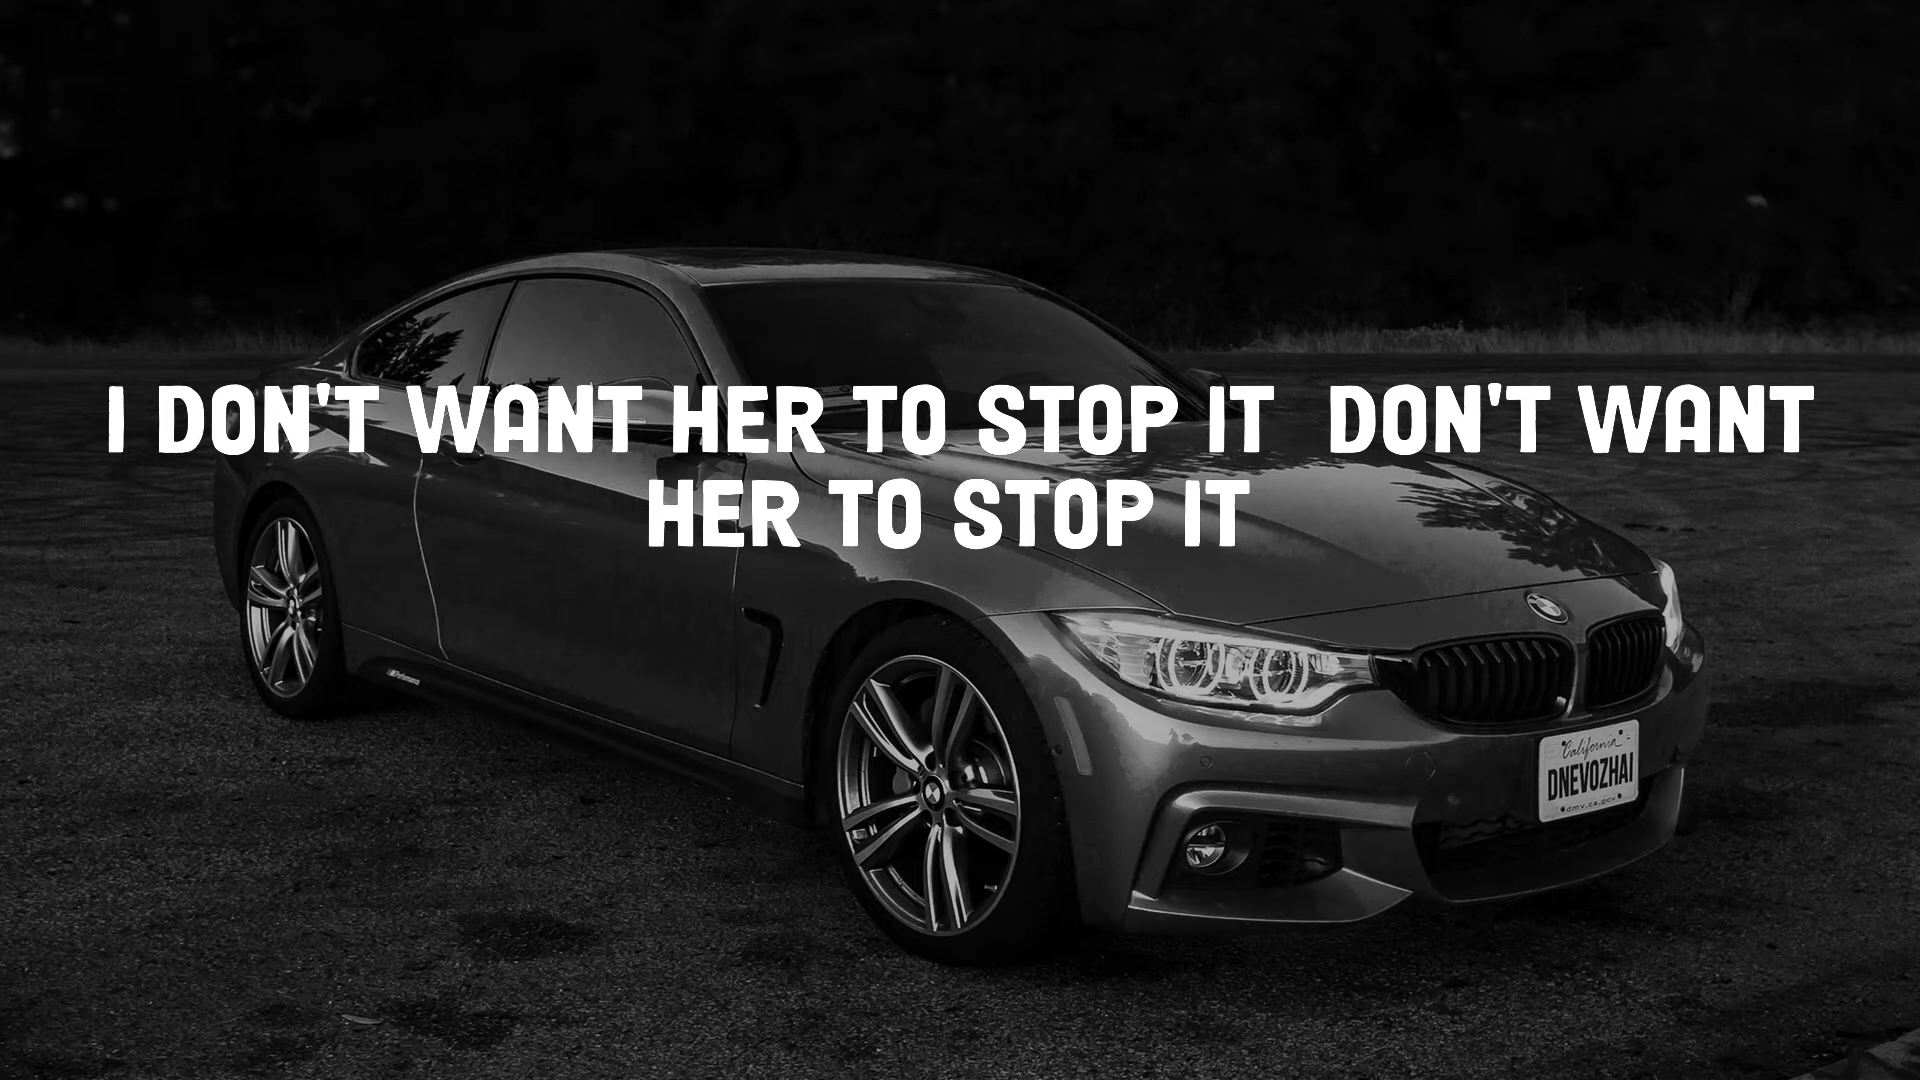 I DON'T WANT HER TO STOP IT  DON'T WANT
HER TO STOP IT
California
DNEVOZHAI
dmv.ca.gov